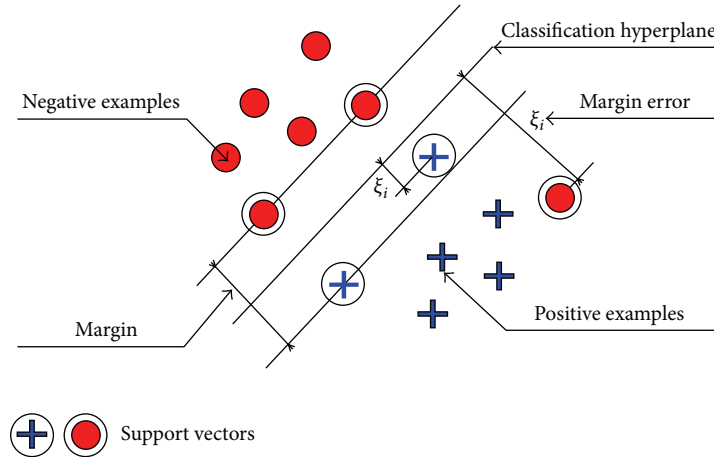 Classification hyperplane
Negative examples
Margin error
ξi
ξi
Margin
Positive examples
Support vectors